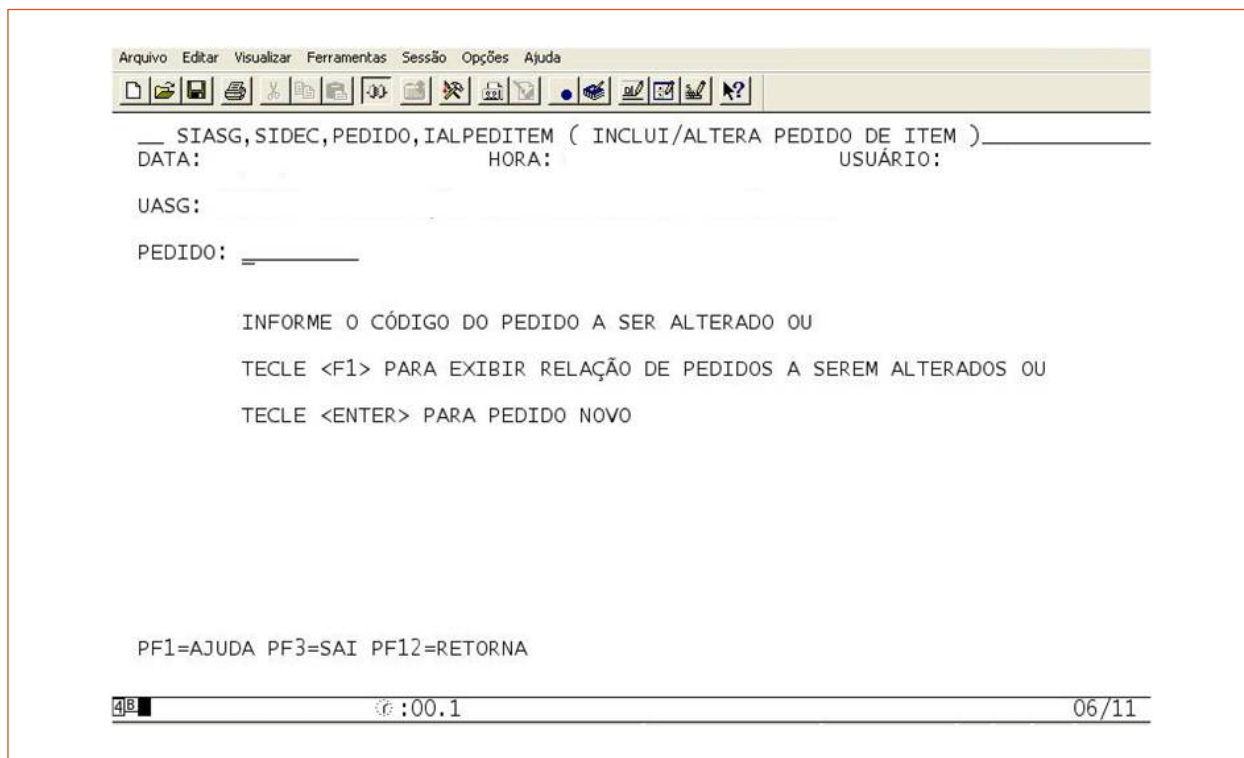 Arquivo Editar Visualizar Ferramentas Sessão Opções Ajuda
__ SIASG,SIDEC,PEDIDO,IALPEDITEM ( INCLUI/ALTERA PEDIDO DE ITEM )____________
DATA: HORA: USUÁRIO:
UASG:
PEDIDO: __________
INFORME O CÓDIGO DO PEDIDO A SER ALTERADO OU
TECLE <F1> PARA EXIBIR RELAÇÃO DE PEDIDOS A SEREM ALTERADOS OU
TECLE <ENTER> PARA PEDIDO NOVO
PF1=AJUDA PF3=SAI PF12=RETORNA
4B :00.1 06/11